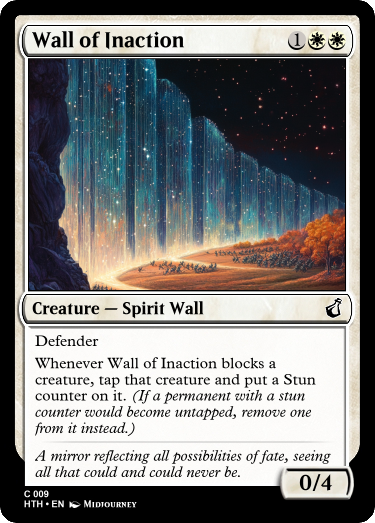 Wall of Inaction 1
Creature — Spirit Wall
Defender
Whenever Wall of Inaction blocks a
creature, tap that creature and put a Stun
counter on it. (If a permanent with a stun
counter would become untapped, remove one
from it instead.)
A mirror reflecting all possibilities of fate, seeing
all that could and could never be.
0/4
C 009
HTH • EN Midjourney